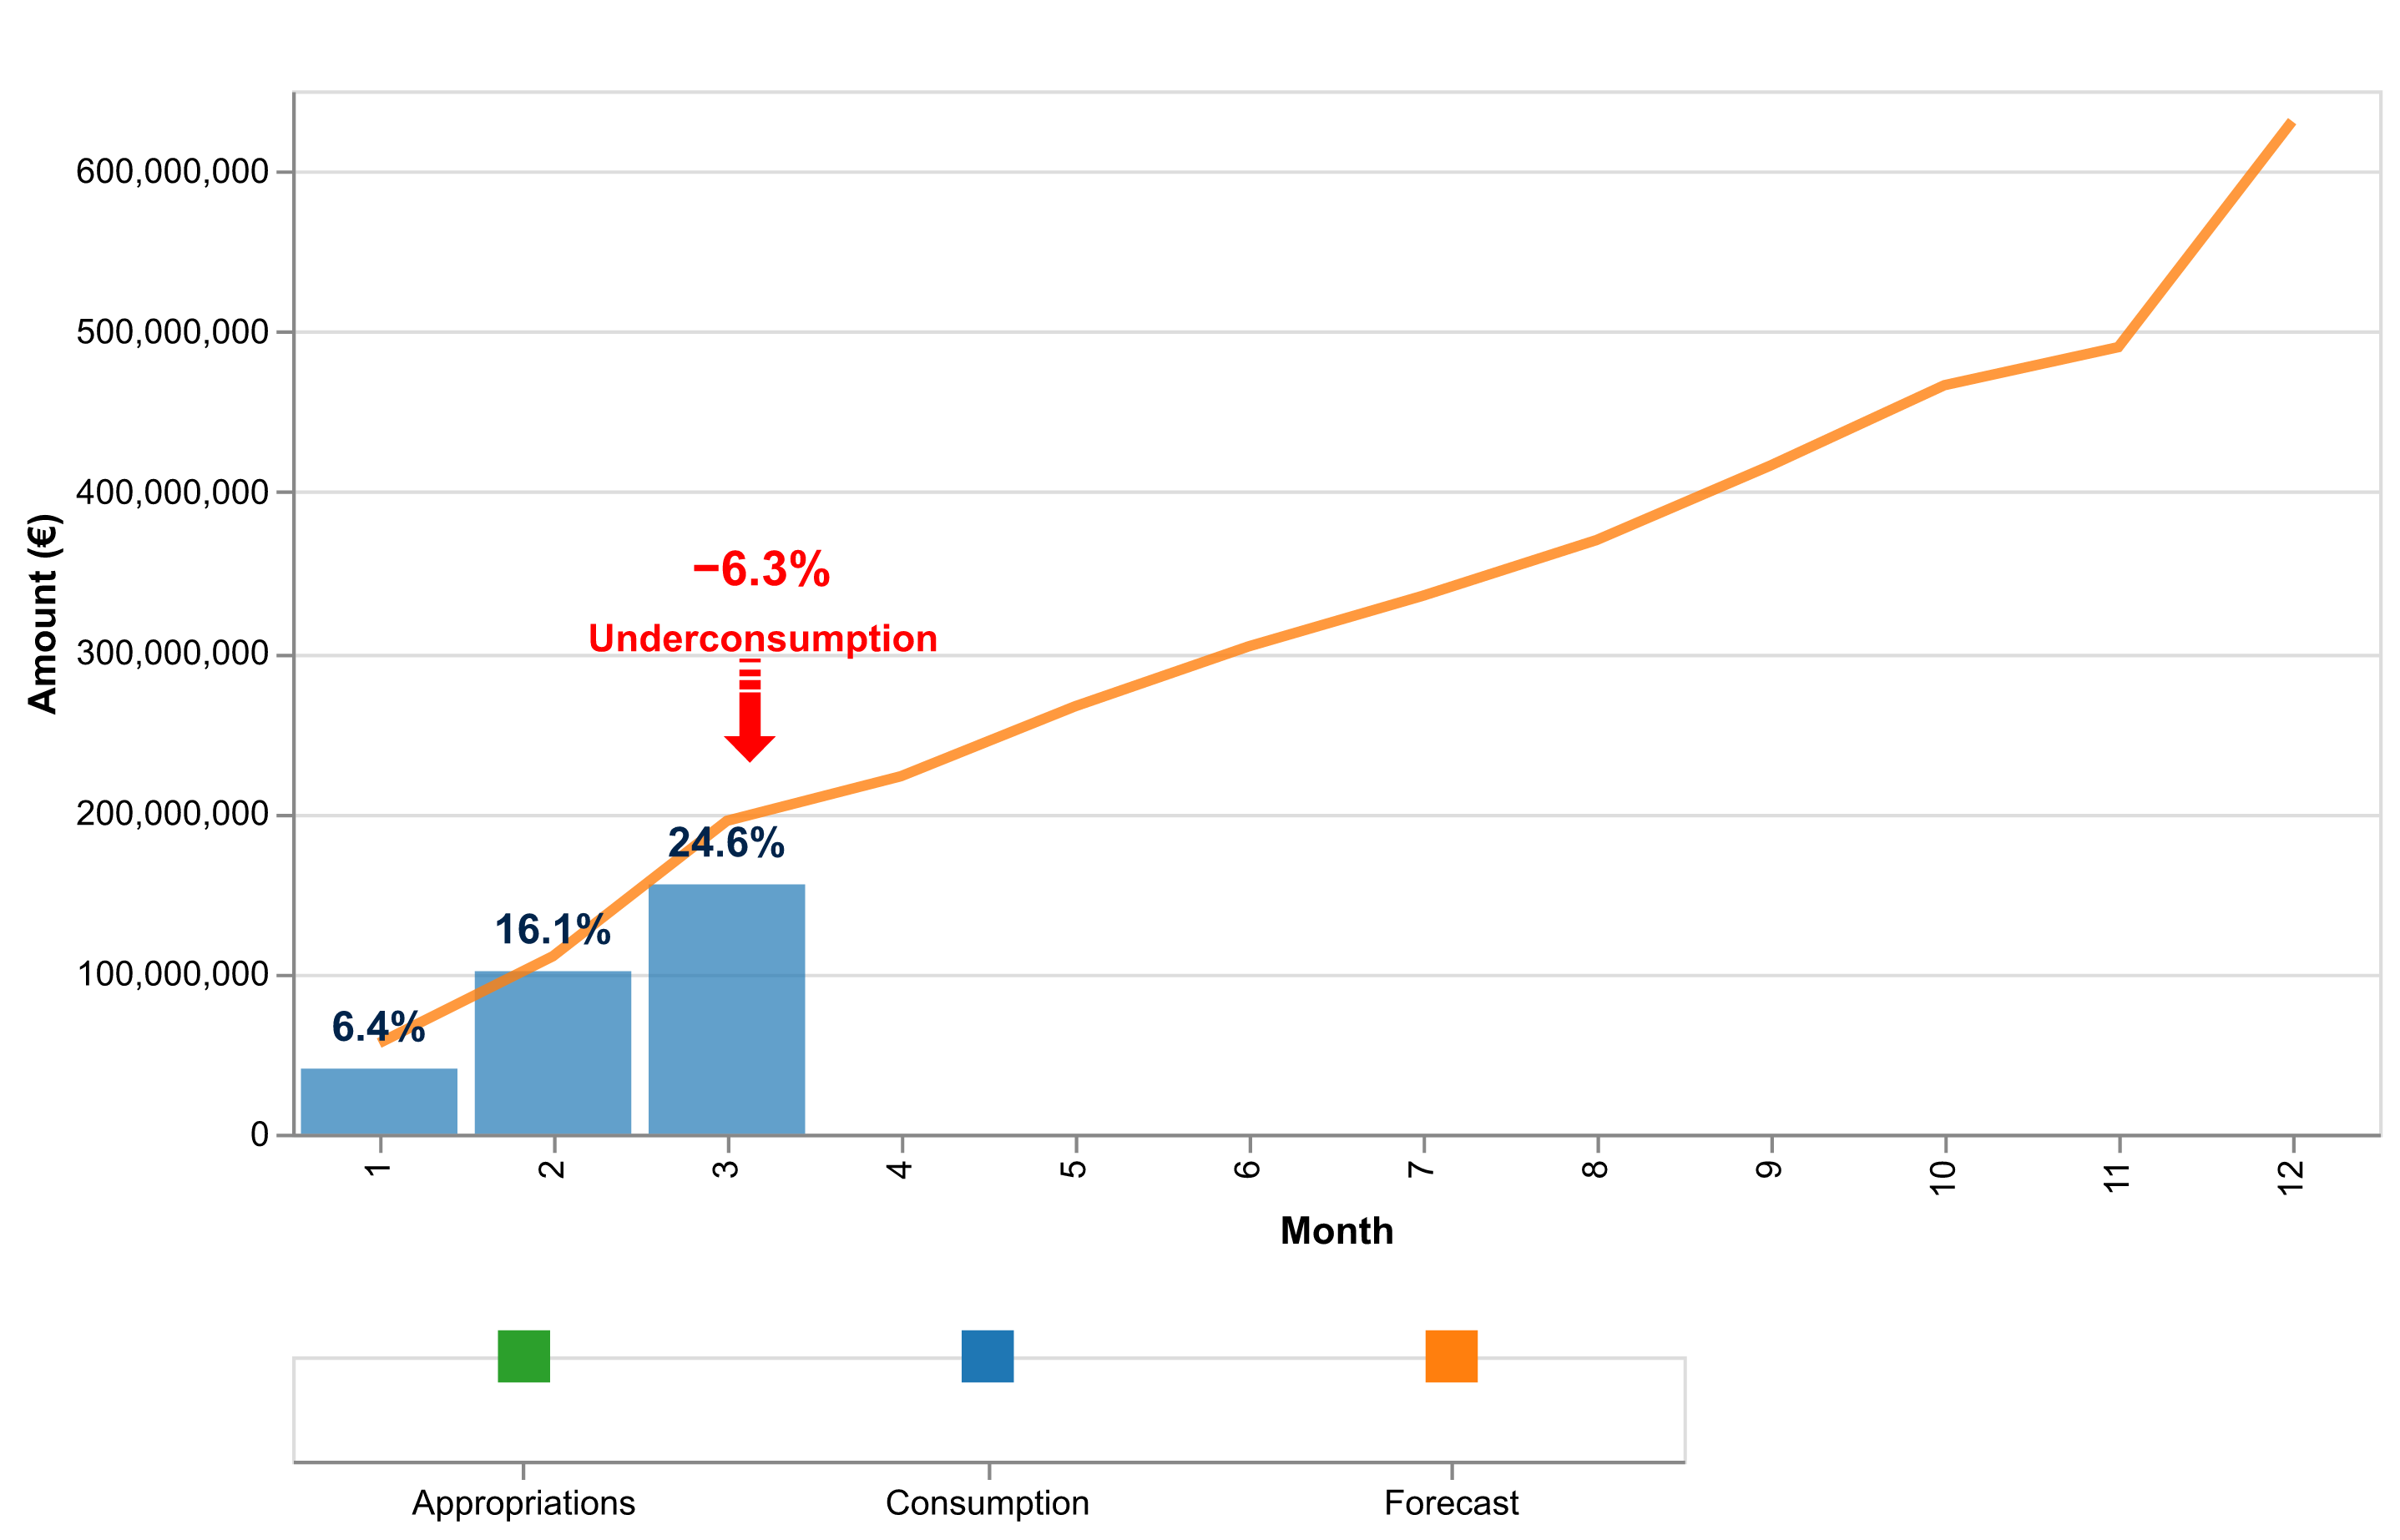 600,000,000
500,000,000
400,000,000
300,000,000
200,000,000
100,000,000
0
Amount (€)
−6.3%
Underconsumption
24.6%
16.1%
6.4%
1 2 3 4 5 6 7 8 9 10 11 12
Month
Appropriations Consumption Forecast